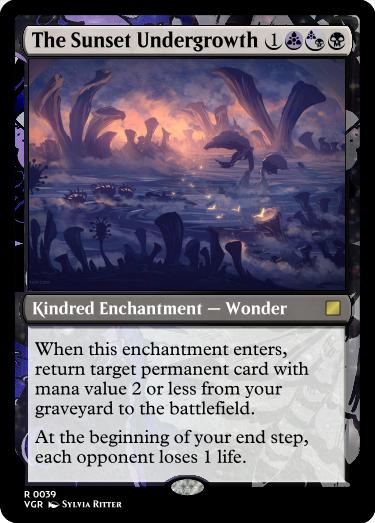 The Sunset Undergrowth 1
Kindred Enchantment — Wonder
When this enchantment enters,
return target permanent card with
mana value 2 or less from your
graveyard to the battlefield.
At the beginning of your end step,
each opponent loses 1 life.
R 0039
VGR Sylvia Ritter